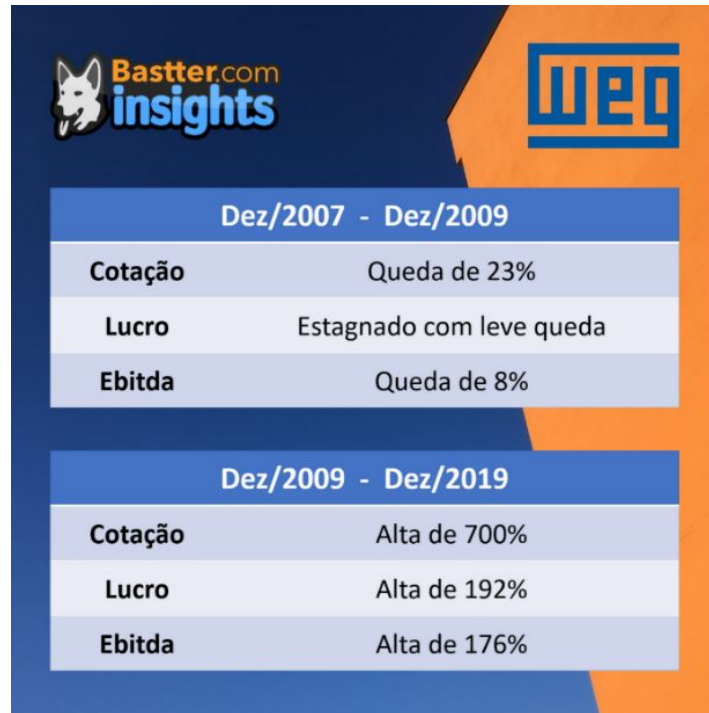 Bastter.com
insights
weg
Dez/2007 - Dez/2009
Cotação Queda de 23%
Lucro Estagnado com leve queda
Ebitda Queda de 8%
Dez/2009 - Dez/2019
Cotação Alta de 700%
Lucro Alta de 192%
Ebitda Alta de 176%